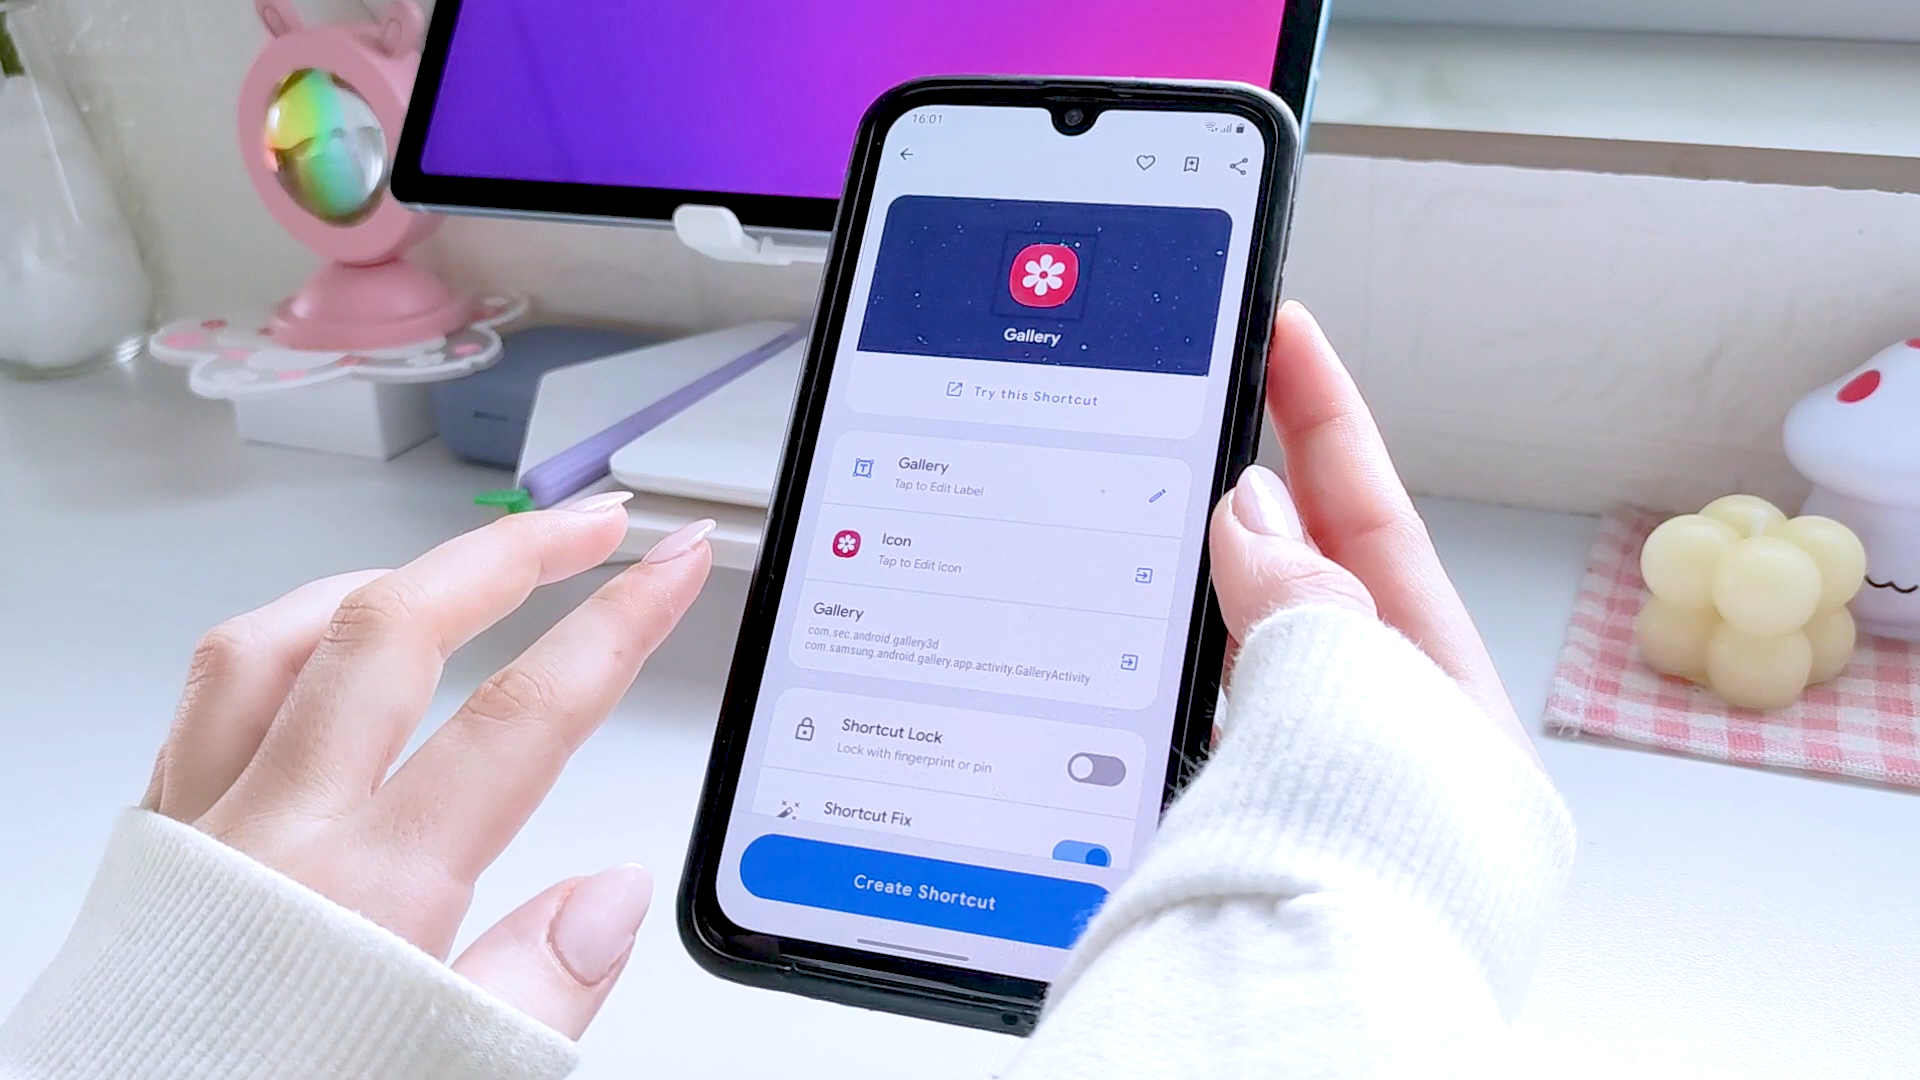 16:01
Gallery
Try this Shortcut
Gallery
Tap to Edit Label
Icon
Tap to Edit icon
Gallery
com.sec.android.gallery3d
com.samsung.android.gallery.app.activity.GalleryActivity
Shortcut Lock
Lock with fingerprint or pin
Shortcut Fix
Create Shortcut